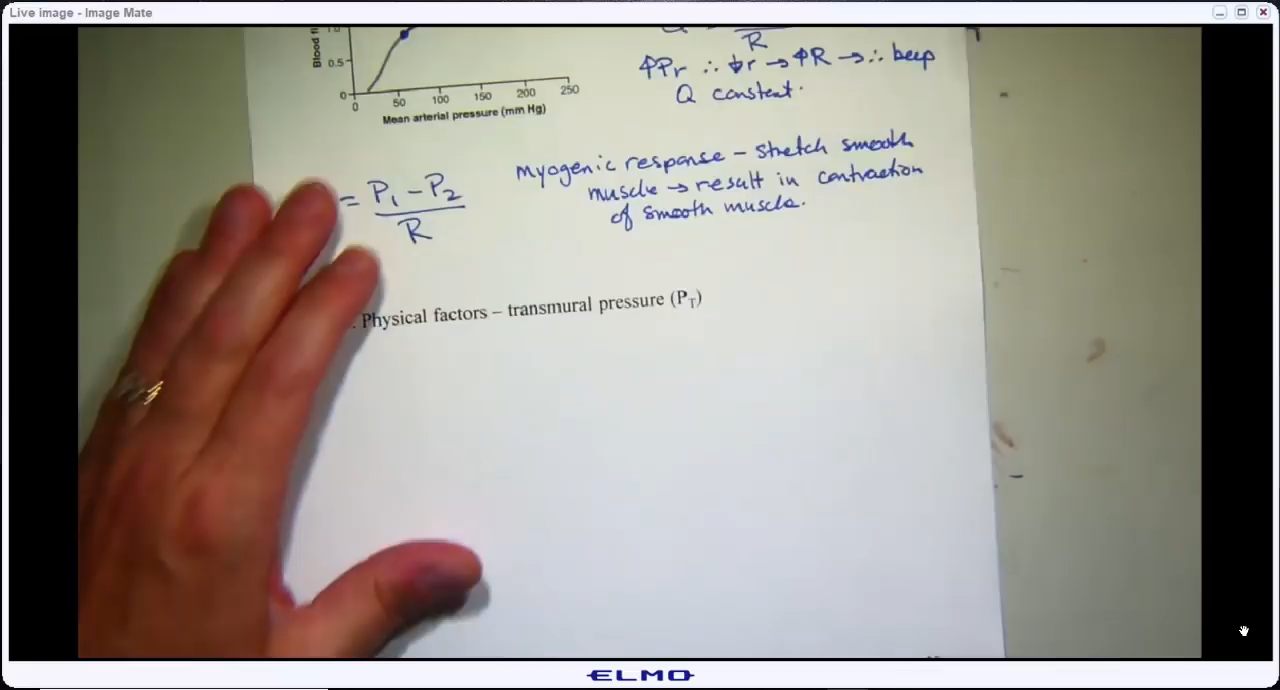 Live image - Image Mate
R
↑Pr ∴ ↓r → ↑R → ∴ keep
Q constant.
Blood fl
1.0
0.5
0
0 50 100 150 200 250
Mean arterial pressure (mm Hg)
myogenic response – stretch smooth
muscle → result in contraction
of smooth muscle.
= P₁ – P₂
R
. Physical factors – transmural pressure (P_T)
ELMO